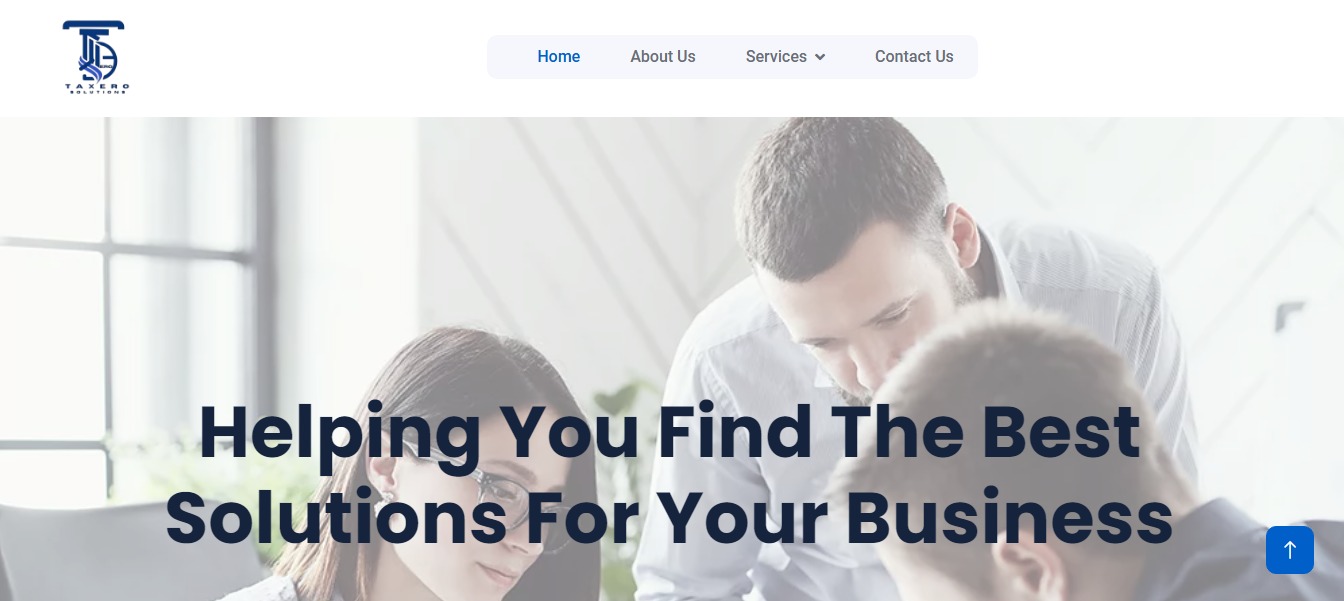 TAXERO
SOLUTIONS
Home
About Us
Services
Contact Us
Helping You Find The Best
Solutions For Your Business